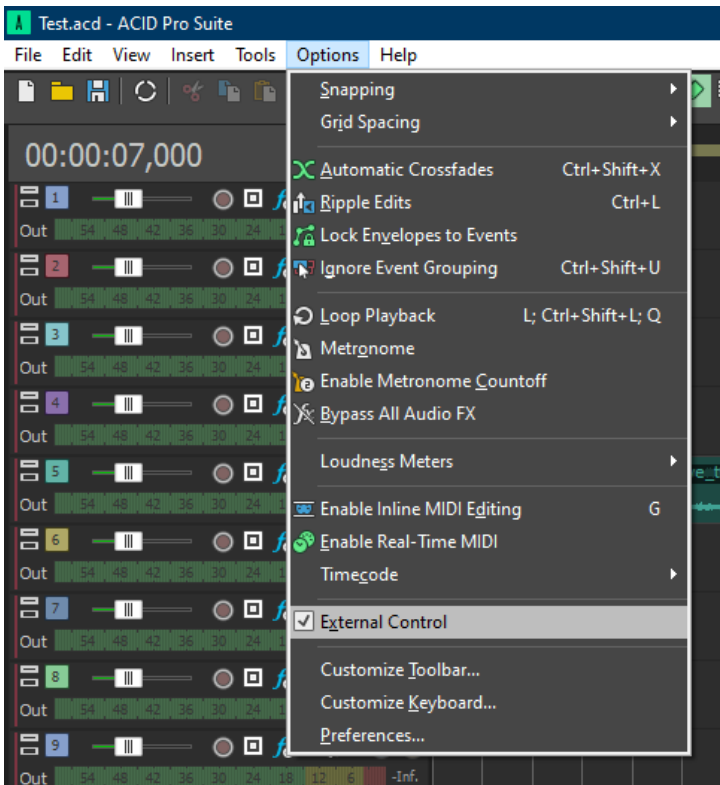 Test.acd - ACID Pro Suite
File Edit View Insert Tools Options Help
00:00:07,000
Snapping
Grid Spacing
Automatic Crossfades Ctrl+Shift+X
Ripple Edits Ctrl+L
Lock Envelopes to Events
Ignore Event Grouping Ctrl+Shift+U
Loop Playback L; Ctrl+Shift+L; Q
Metronome
Enable Metronome Countoff
Bypass All Audio FX
Loudness Meters
Enable Inline MIDI Editing G
Enable Real-Time MIDI
Timecode
External Control
Customize Toolbar...
Customize Keyboard...
Preferences...
1
Out 54 48 42 36 30 24
2
Out 54 48 42 36 30 24
3
Out 54 48 42 36 30 24
4
Out 54 48 42 36 30 24
5
Out 54 48 42 36 30 24
6
Out 54 48 42 36 30 24
7
Out 54 48 42 36 30 24
8
Out 54 48 42 36 30 24
9
Out 54 48 42 36 30 24 18 12 6 -Inf.